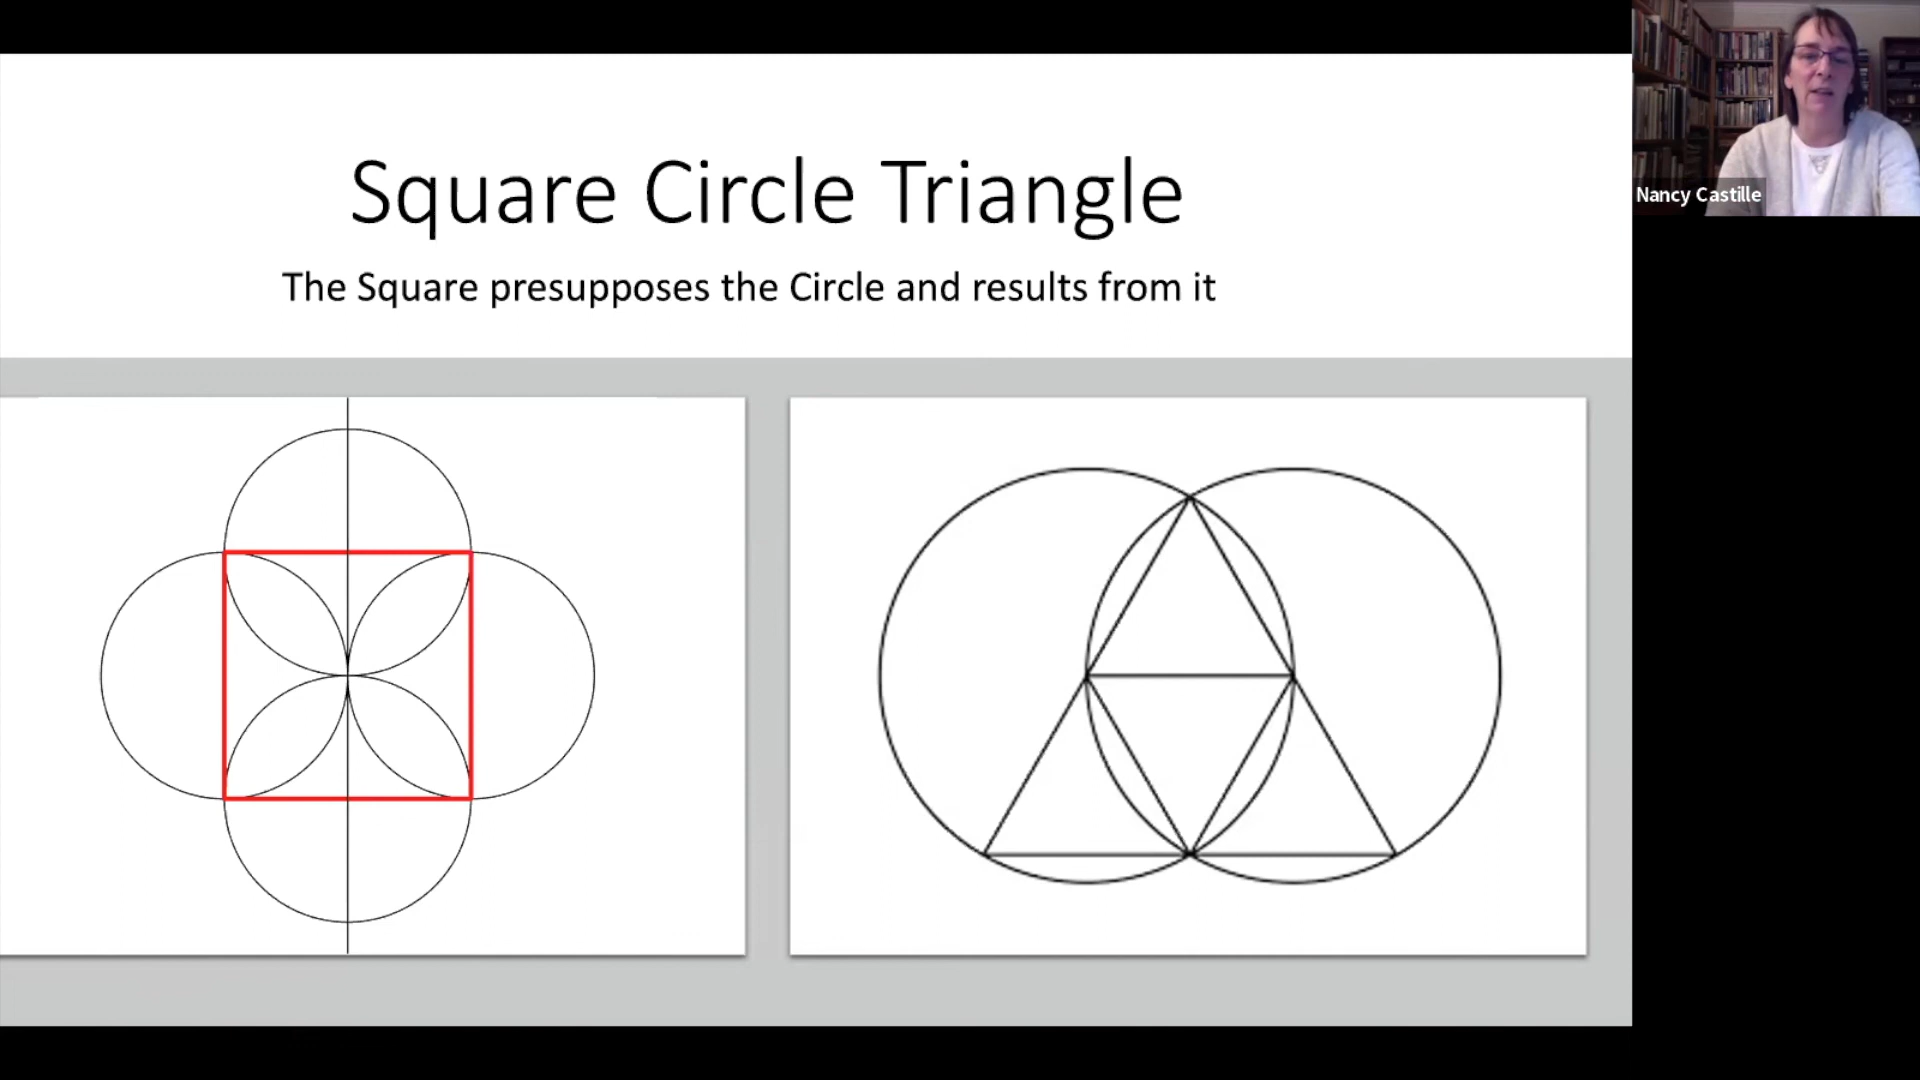 Square Circle Triangle
The Square presupposes the Circle and results from it
Nancy Castille